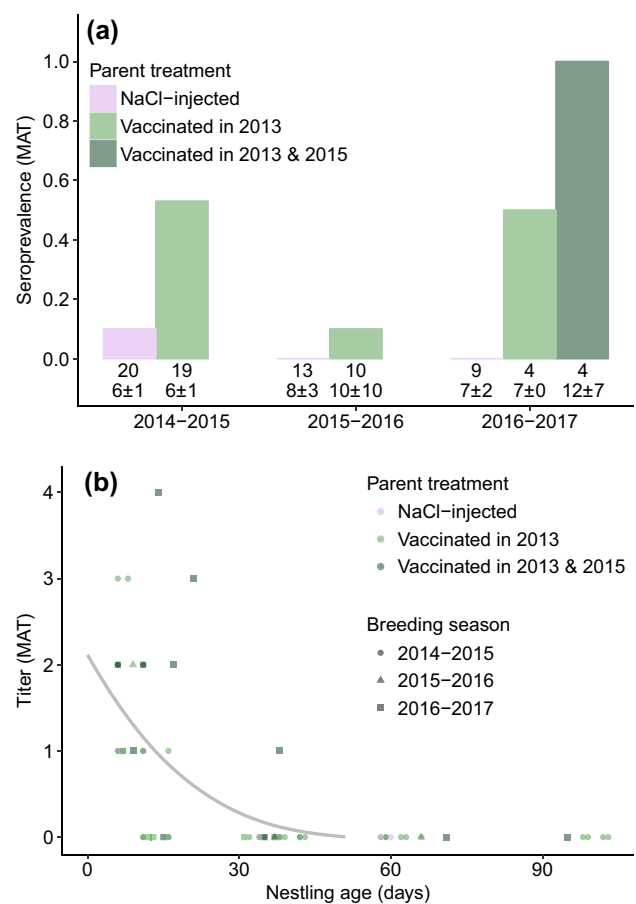 (a)
Parent treatment
NaCl−injected
Vaccinated in 2013
Vaccinated in 2013 & 2015
Seroprevalence (MAT)
1.0
0.8
0.6
0.4
0.2
0.0
20 19 13 10 9 4 4
6±1 6±1 8±3 10±10 7±2 7±0 12±7
2014−2015 2015−2016 2016−2017
(b)
Parent treatment
NaCl−injected
Vaccinated in 2013
Vaccinated in 2013 & 2015
Breeding season
2014−2015
2015−2016
2016−2017
Titer (MAT)
4
3
2
1
0
0 30 60 90
Nestling age (days)